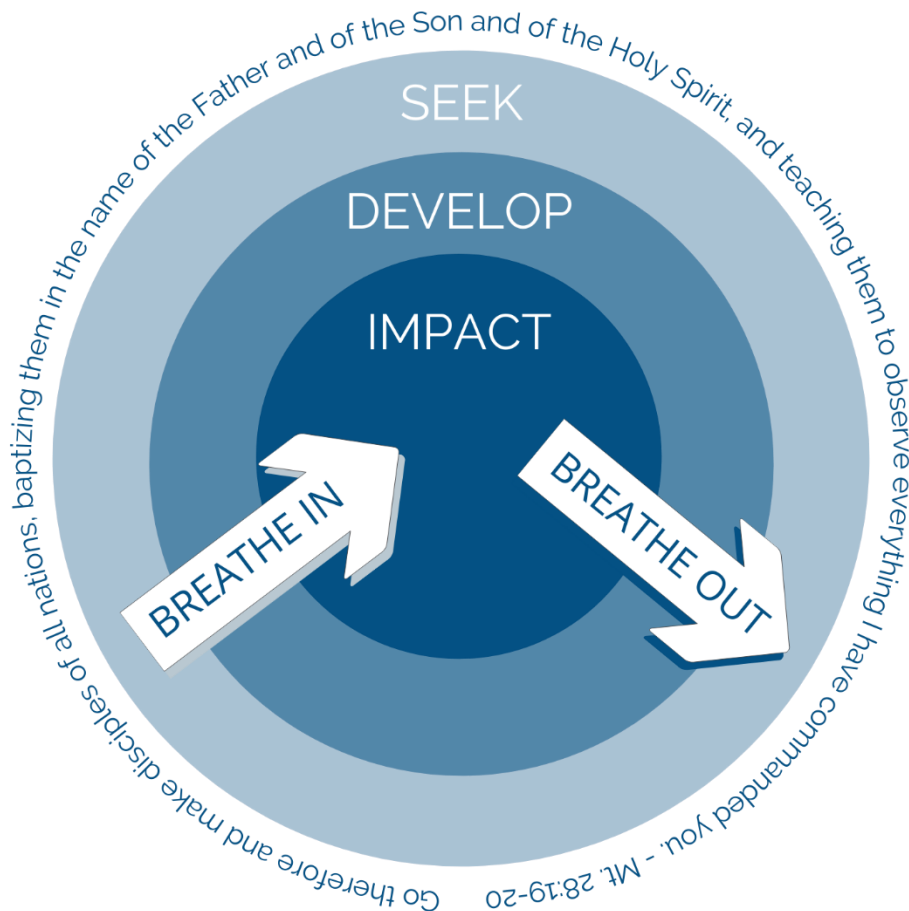 Go therefore and make disciples of all nations, baptizing them in the name of the Father and of the Son and of the Holy Spirit, and teaching them to observe everything I have commanded you. - Mt. 28:19-20
SEEK
DEVELOP
IMPACT
BREATHE IN
BREATHE OUT